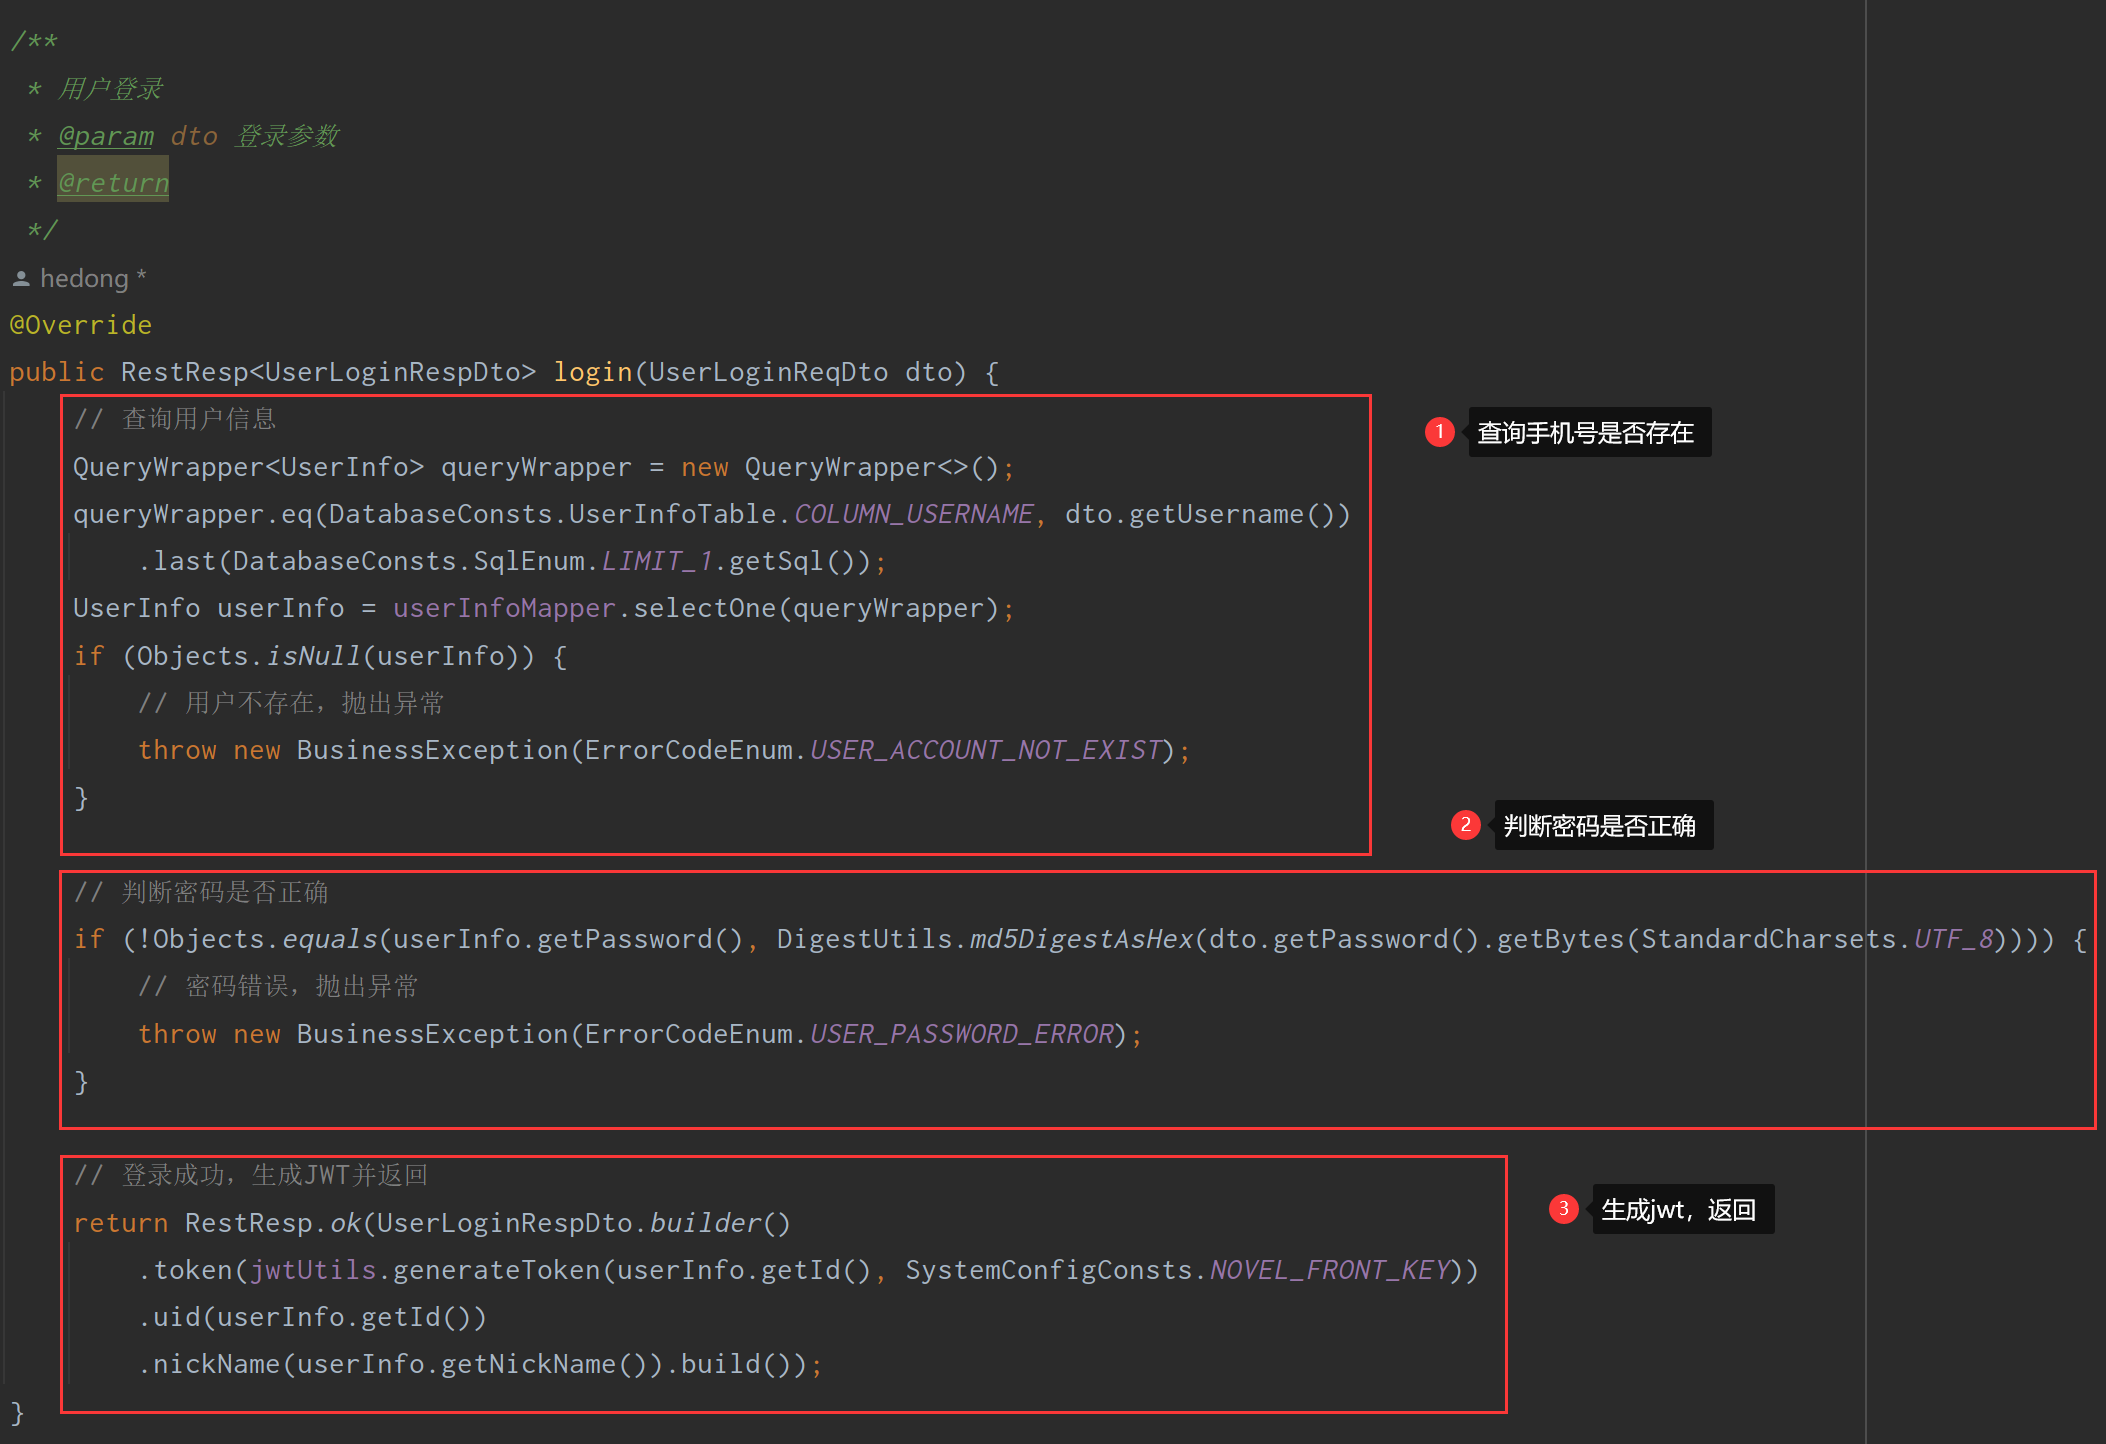 /**
* 用户登录
* @param dto 登录参数
* @return
*/
hedong *
@Override
public RestResp<UserLoginRespDto> login(UserLoginReqDto dto) {
// 查询用户信息
1 查询手机号是否存在
QueryWrapper<UserInfo> queryWrapper = new QueryWrapper<>();
queryWrapper.eq(DatabaseConsts.UserInfoTable.COLUMN_USERNAME, dto.getUsername())
.last(DatabaseConsts.SqlEnum.LIMIT_1.getSql());
UserInfo userInfo = userInfoMapper.selectOne(queryWrapper);
if (Objects.isNull(userInfo)) {
// 用户不存在，抛出异常
throw new BusinessException(ErrorCodeEnum.USER_ACCOUNT_NOT_EXIST);
}
2 判断密码是否正确
// 判断密码是否正确
if (!Objects.equals(userInfo.getPassword(), DigestUtils.md5DigestAsHex(dto.getPassword().getBytes(StandardCharsets.UTF_8)))) {
// 密码错误，抛出异常
throw new BusinessException(ErrorCodeEnum.USER_PASSWORD_ERROR);
}
// 登录成功，生成JWT并返回
3 生成jwt，返回
return RestResp.ok(UserLoginRespDto.builder()
.token(jwtUtils.generateToken(userInfo.getId(), SystemConfigConsts.NOVEL_FRONT_KEY))
.uid(userInfo.getId())
.nickName(userInfo.getNickName()).build());
}